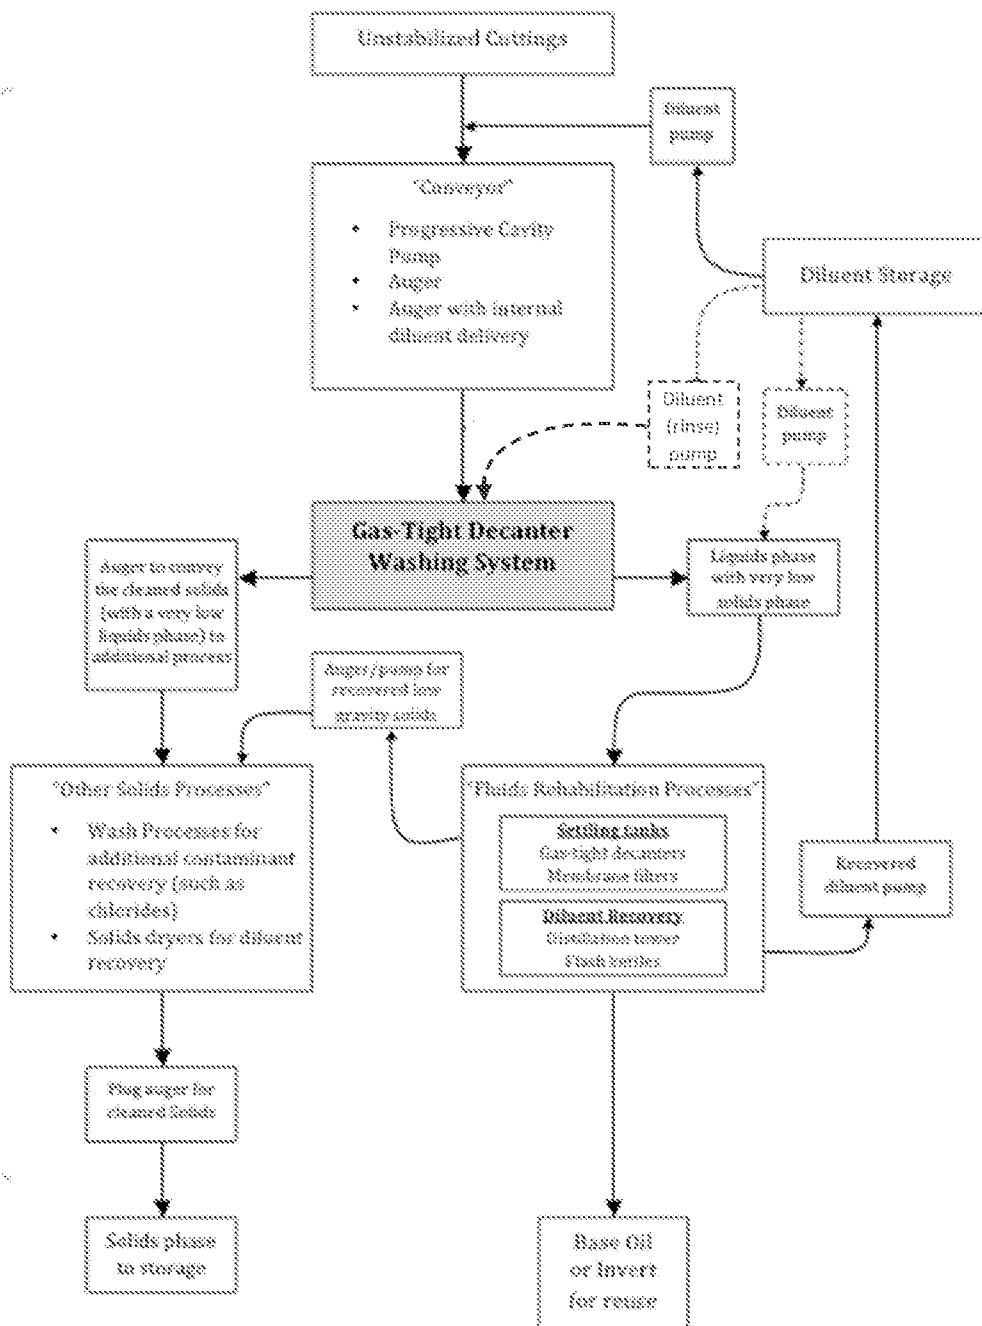 Unstabilized Cuttings
Diluent
pump
"Conveyor"
• Progressive Cavity
Pump
• Auger
• Auger with internal
diluent delivery
Diluent Storage
Diluent
(rinse)
pump
Diluent
pump
Gas-Tight Decanter
Washing System
Auger to convey
the cleaned solids
(with a very low
liquids phase) to
additional process
Liquids phase
with very low
solids phase
Auger/pump for
recovered low
gravity solids
"Other Solids Processes"
• Wash Processes for
additional contaminant
recovery (such as
chlorides)
• Solids dryers for diluent
recovery
"Fluids Rehabilitation Processes"
Settling tanks
Gas-tight decanters
Membrane filters
Diluent Recovery
Distilation tower
Flash kettles
Recovered
diluent pump
Plug auger for
cleaned Solids
Solids phase
to storage
Base Oil
or Invert
for reuse